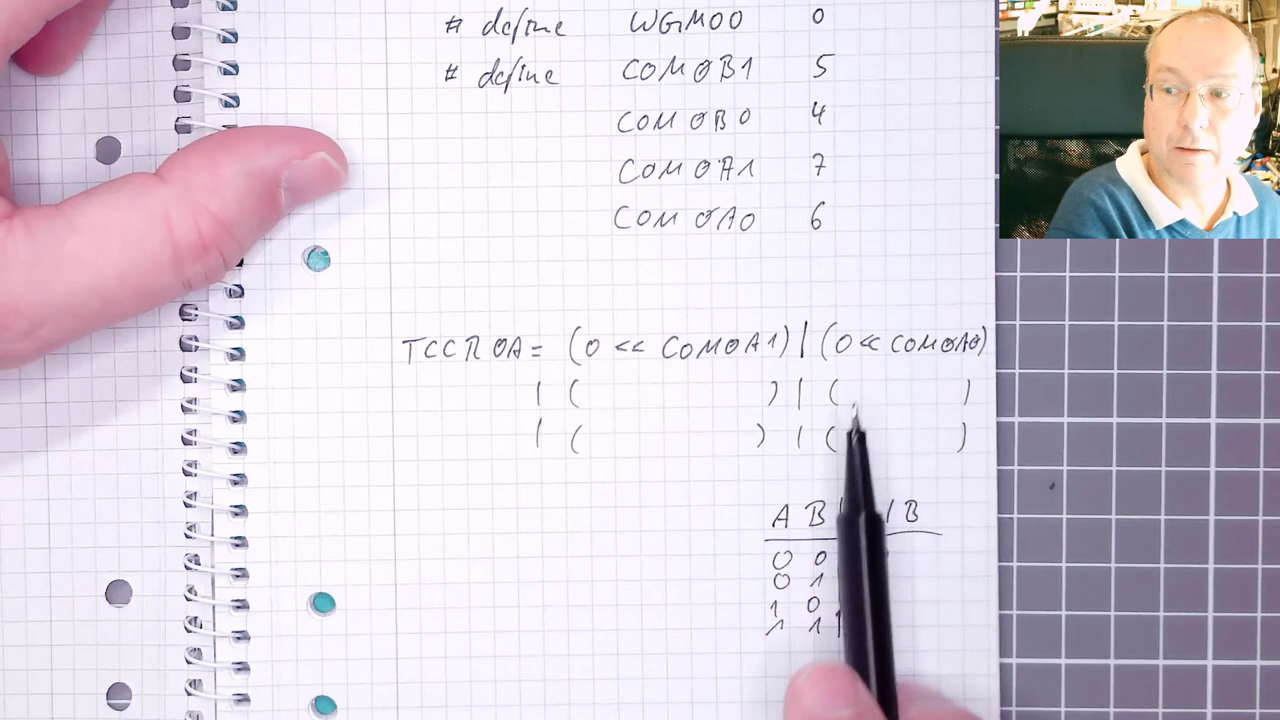 # define WGM00 0
# define COM0B1 5
COM0B0 4
COM0A1 7
COM0A0 6
TCCR0A = (0 << COM0A1) | (0 << COM0A0)
| ( ) | ( )
| ( ) | ( )
A B | | B
0 0
0 1
1 0
1 1 |